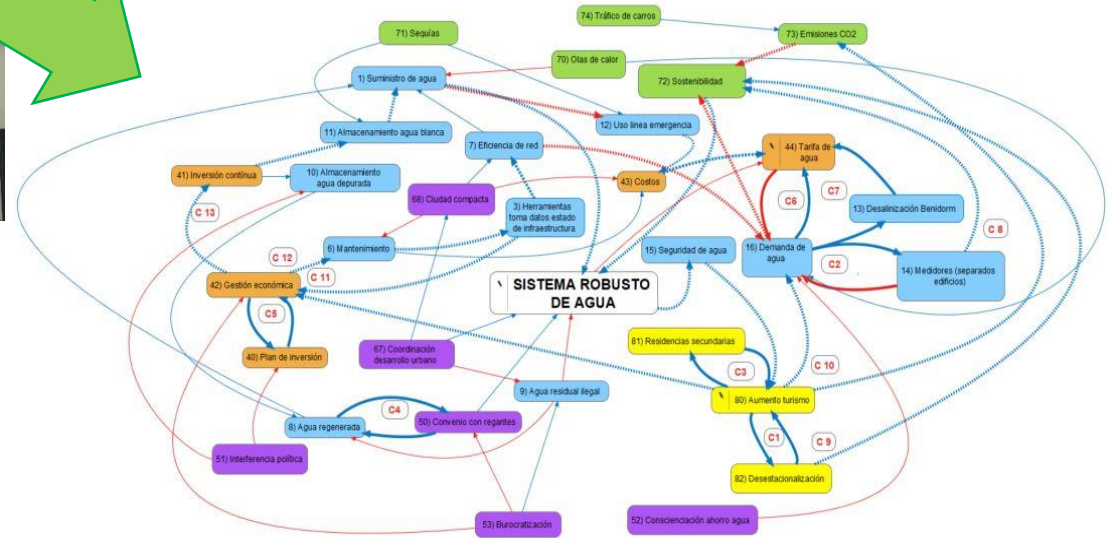 74) Tráfico de carros
71) Sequías
73) Emisiones CO2
70) Olas de calor
72) Sostenibilidad
1) Suministro de agua
12) Uso linea emergencia
11) Almacenamiento agua blanca
7) Eficiencia de red
44) Tarifa de
agua
41) Inversión contínua
10) Almacenamiento
agua depurada
43) Costos
68) Ciudad compacta
C6
C7
13) Desalinización Benidorm
C 13
3) Herramientas
toma datos estado
de infraestructura
C 8
6) Mantenimiento
15) Seguridad de agua
16) Demanda de
agua
C 12
C2
14) Medidores (separados
edificios)
C 11
42) Gestión económica
SISTEMA ROBUSTO
DE AGUA
C5
81) Residencias secundarias
40) Plan de inversión
67) Coordinación
desarrollo urbano
C 10
C3
9) Agua residual ilegal
80) Aumento turismo
C4
8) Agua regenerada
50) Convenio con regantes
C1
C 9
51) Interferencia política
82) Desestacionalización
53) Burocratización
52) Conscienciación ahorro agua